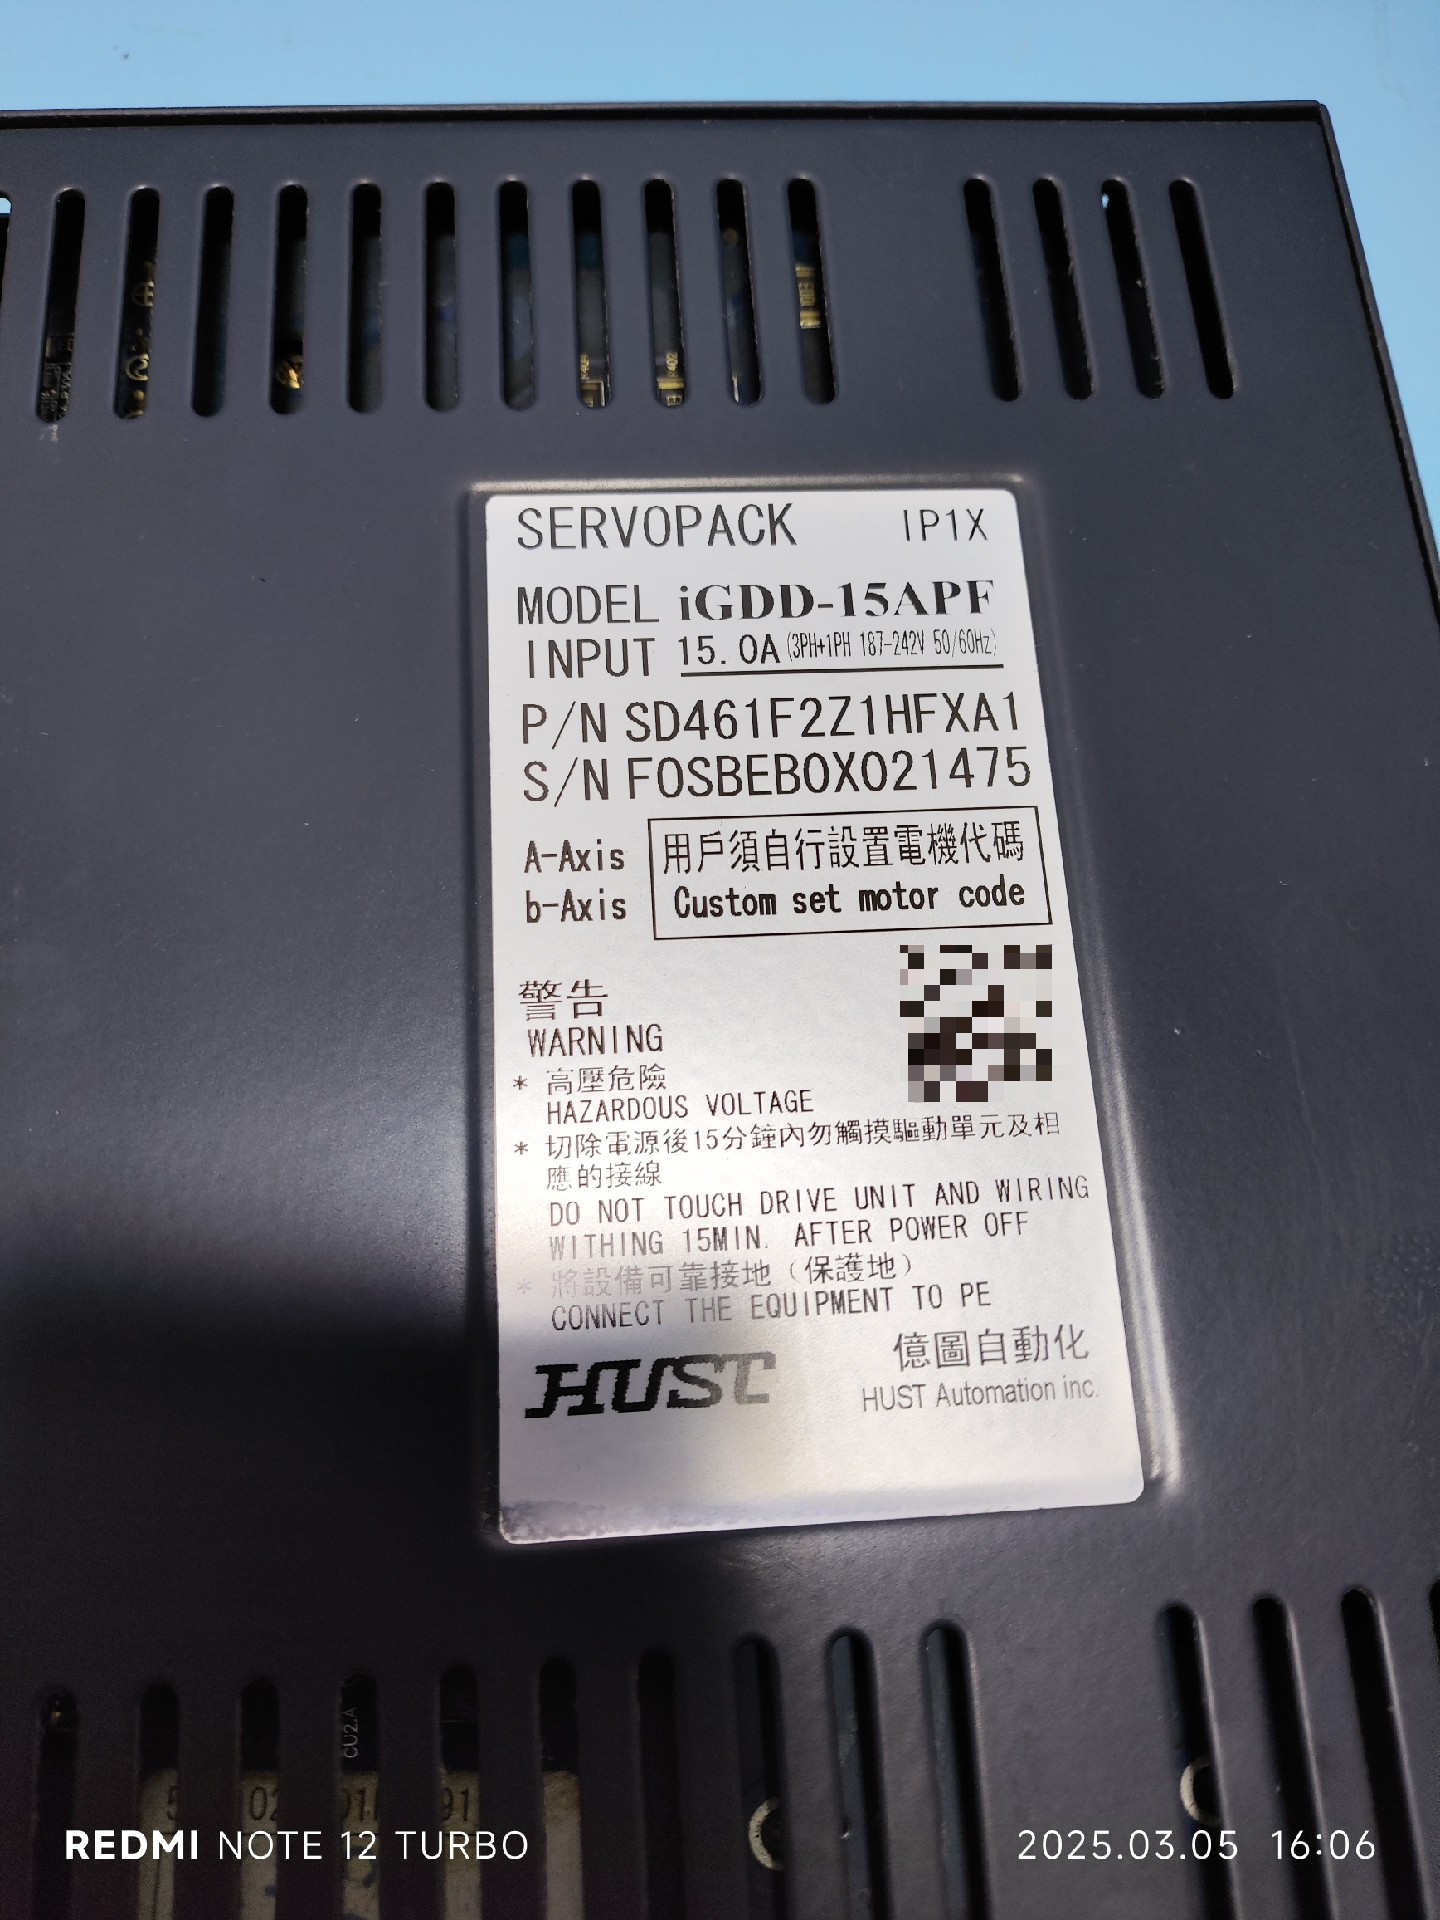 SERVOPACK IP1X
MODEL iGDD-15APF
INPUT 15.0A (3PH+1PH 187-242V 50/60Hz)
P/N SD461F2Z1HFXA1
S/N F0SBEB0X021475
A-Axis
b-Axis
用戶須自行設置電機代碼
Custom set motor code
警告
WARNING
* 高壓危險
HAZARDOUS VOLTAGE
* 切除電源後15分鐘內勿觸摸驅動單元及相
應的接線
DO NOT TOUCH DRIVE UNIT AND WIRING
WITHING 15MIN. AFTER POWER OFF
* 將設備可靠接地（保護地）
CONNECT THE EQUIPMENT TO PE
HUST
億圖自動化
HUST Automation inc.
CU2.A
REDMI NOTE 12 TURBO
2025.03.05 16:06